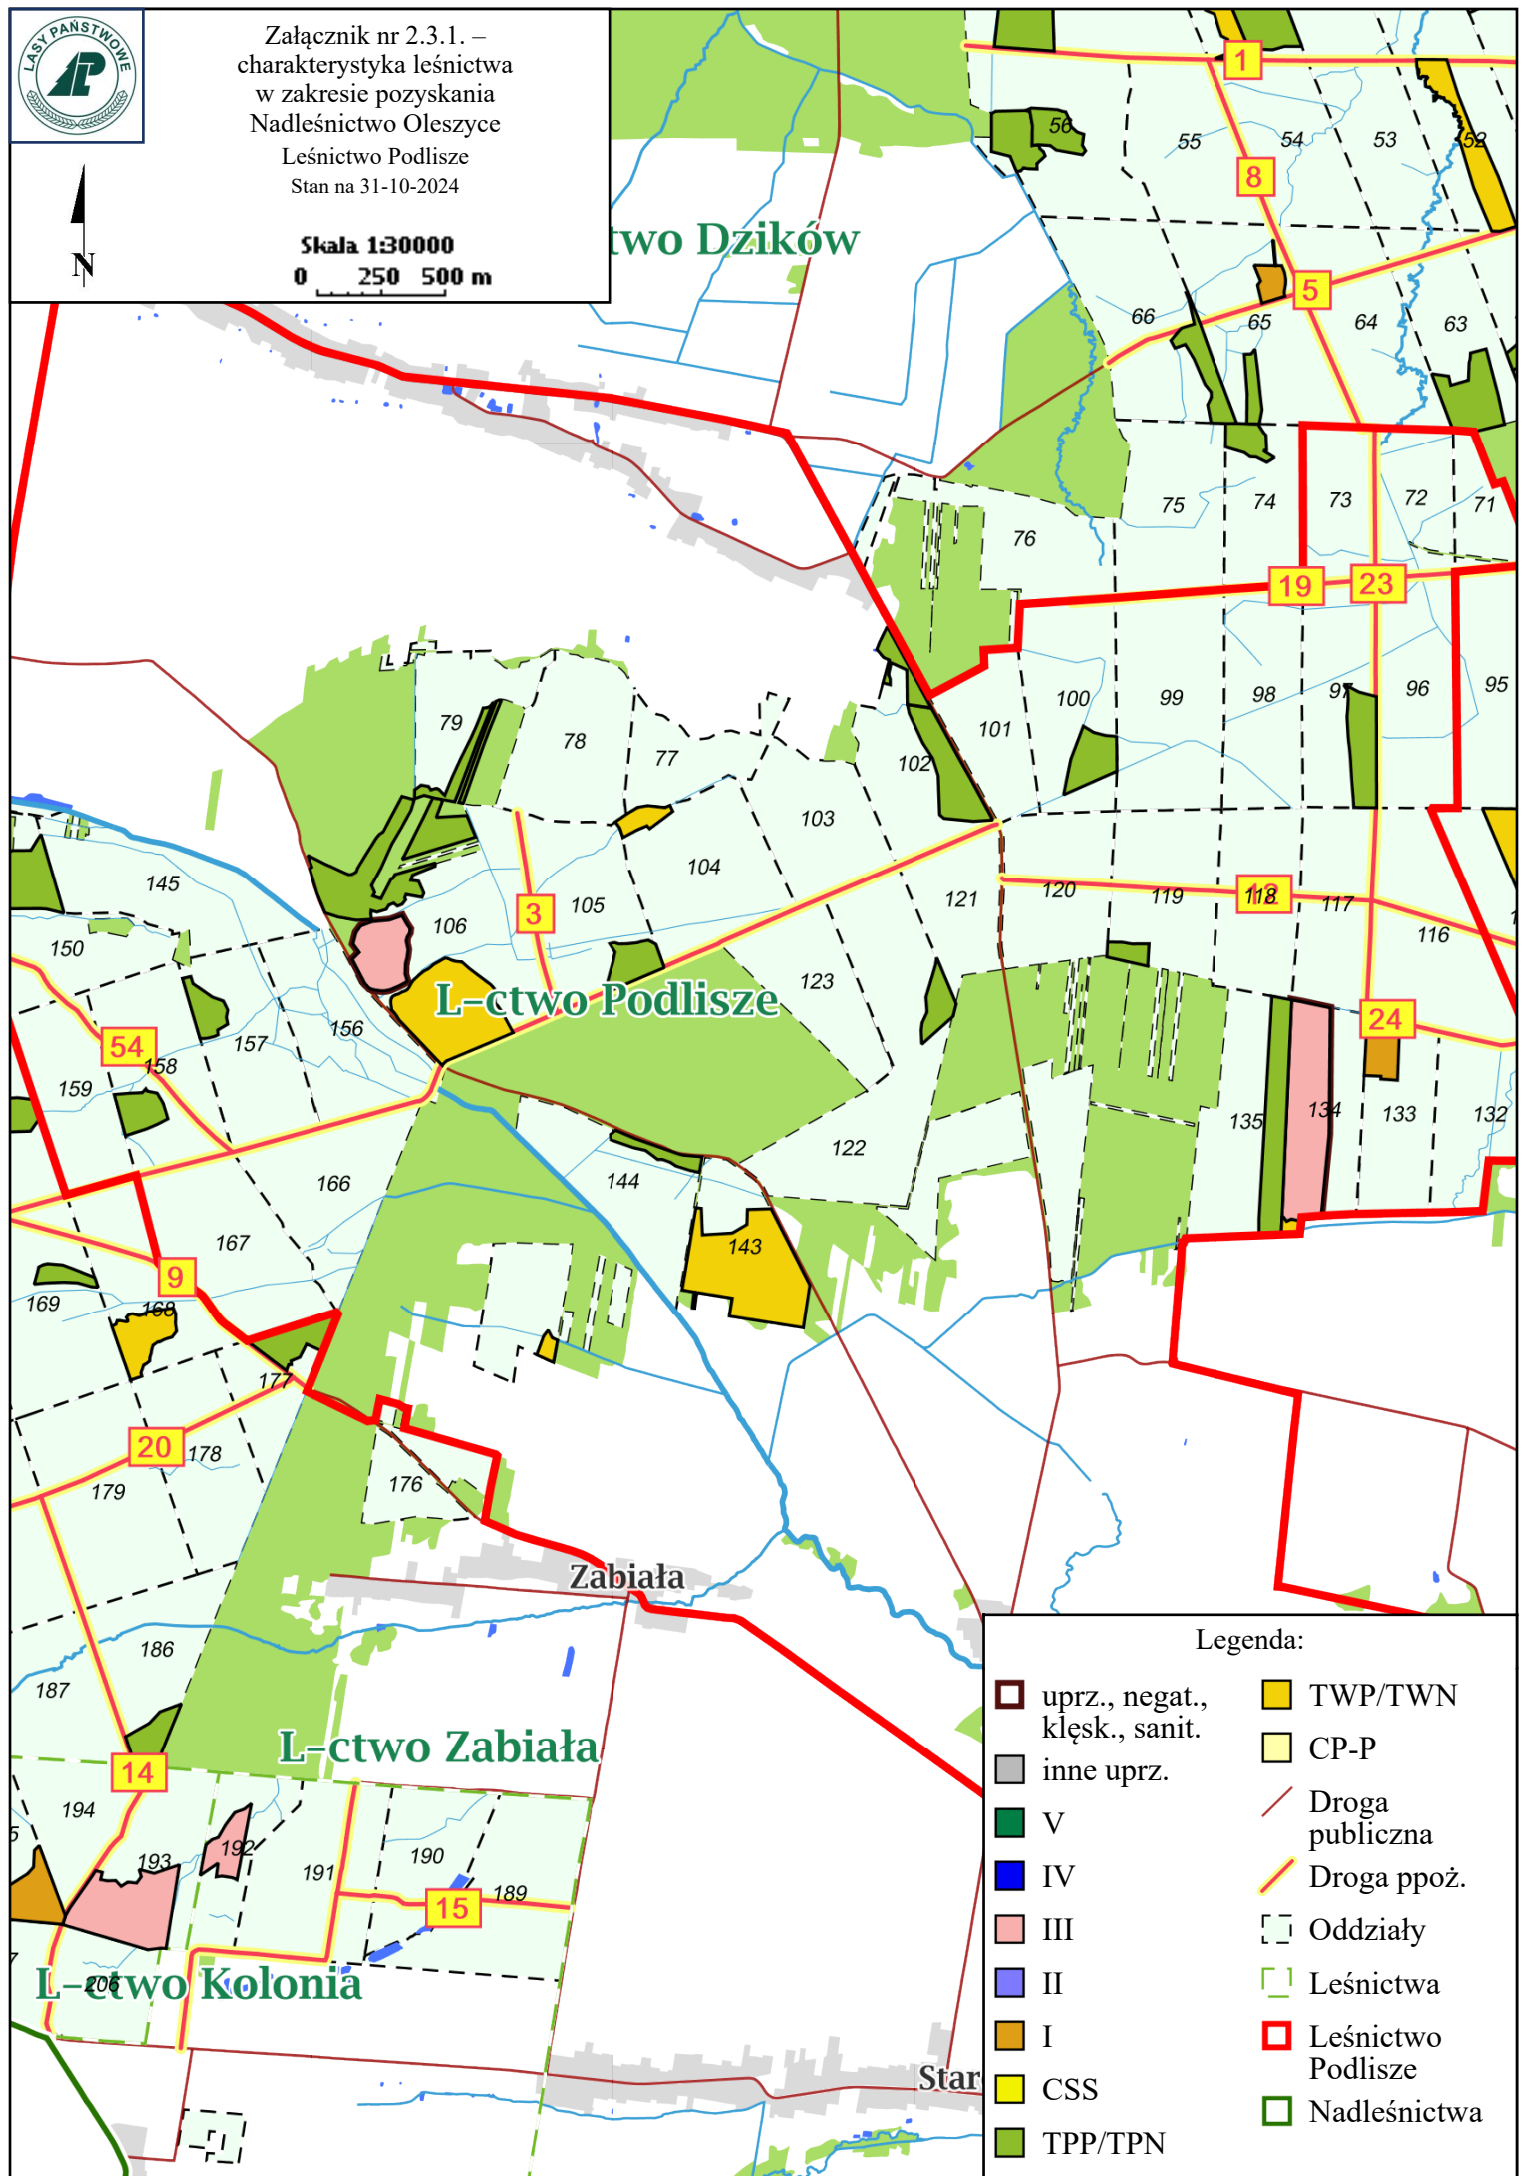 LASY PAŃSTWOWE
Załącznik nr 2.3.1. –
charakterystyka leśnictwa
w zakresie pozyskania
Nadleśnictwo Oleszyce
Leśnictwo Podlisze
Stan na 31-10-2024
Skala 1:30000
0 250 500 m
N
two Dzików
1
56
55
54
53
52
8
5
66
65
64
63
75
74
73
72
71
76
19
23
79
78
77
100
99
98
97
96
95
101
102
103
104
145
3
105
106
121
120
119
118
12
117
116
150
L-ctwo Podlisze
123
156
157
54
158
159
24
135
134
133
132
122
144
166
167
143
9
169
168
177
20
178
179
176
Zabiała
186
187
L-ctwo Zabiała
14
194
5
193
192
191
190
189
15
7
L-ctwo Kolonia
206
Star
Legenda:
uprz., negat.,
klęsk., sanit.
inne uprz.
V
IV
III
II
I
CSS
TPP/TPN
TWP/TWN
CP-P
Droga
publiczna
Droga ppoż.
Oddziały
Leśnictwa
Leśnictwo
Podlisze
Nadleśnictwa